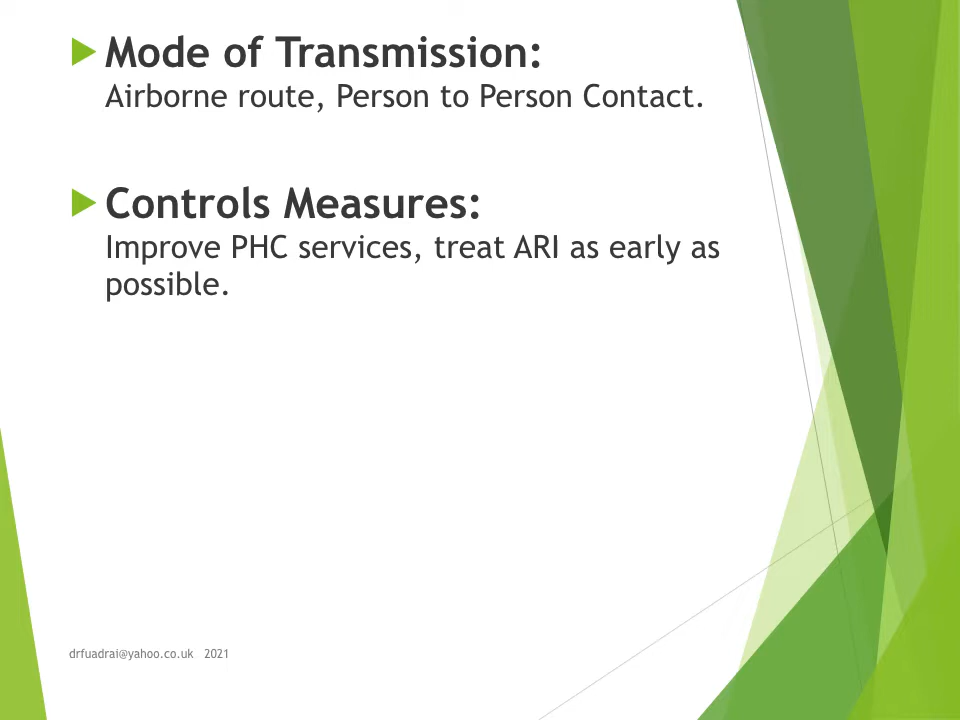 Mode of Transmission:
Airborne route, Person to Person Contact.
Controls Measures:
Improve PHC services, treat ARI as early as
possible.
drfuadrai@yahoo.co.uk 2021